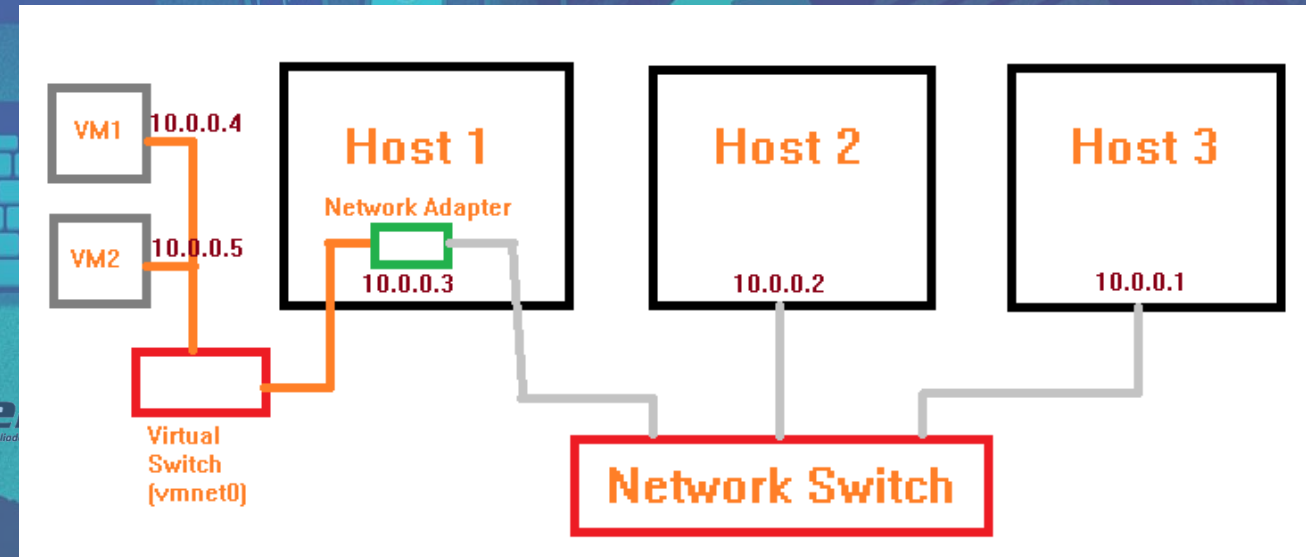 VM1
10.0.0.4
VM2
10.0.0.5
Virtual
Switch
(vmnet0)
Host 1
Network Adapter
10.0.0.3
Host 2
10.0.0.2
Host 3
10.0.0.1
Network Switch